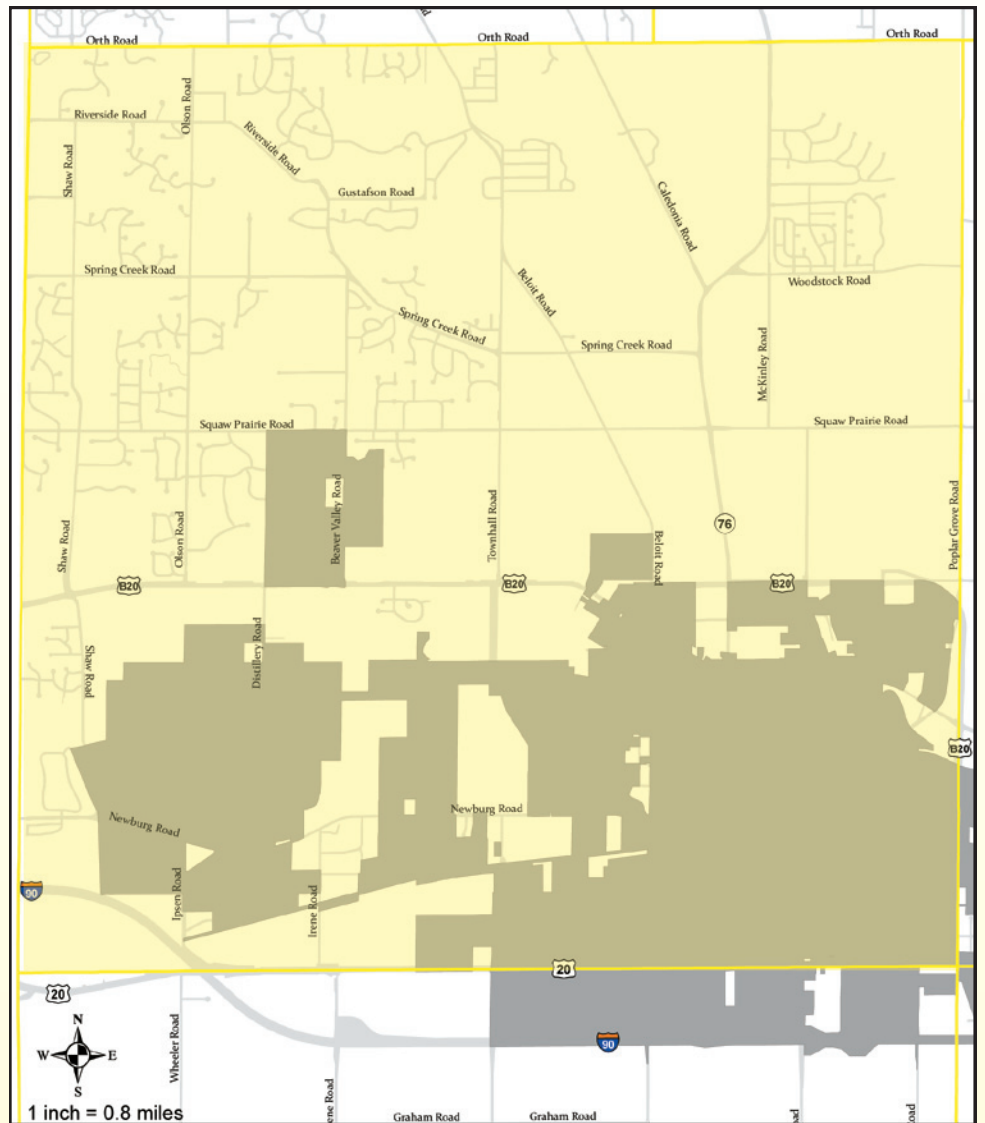 Orth Road
Orth Road
Orth Road
Riverside Road
Olson Road
Riverside Road
Shaw Road
Gustafson Road
Caledonia Road
Spring Creek Road
Beloit Road
Woodstock Road
Spring Creek Road
Spring Creek Road
McKinley Road
Squaw Prairie Road
Squaw Prairie Road
Beaver Valley Road
Townhall Road
76
Poplar Grove Road
Shaw Road
Olson Road
Beloit Road
B20
B20
B20
Distillery Road
Shaw Road
B20
Newburg Road
Newburg Road
90
Ipsen Road
Irene Road
20
20
N
W
E
S
90
Wheeler Road
ene Road
ad
oad
1 inch = 0.8 miles
Graham Road
Graham Road